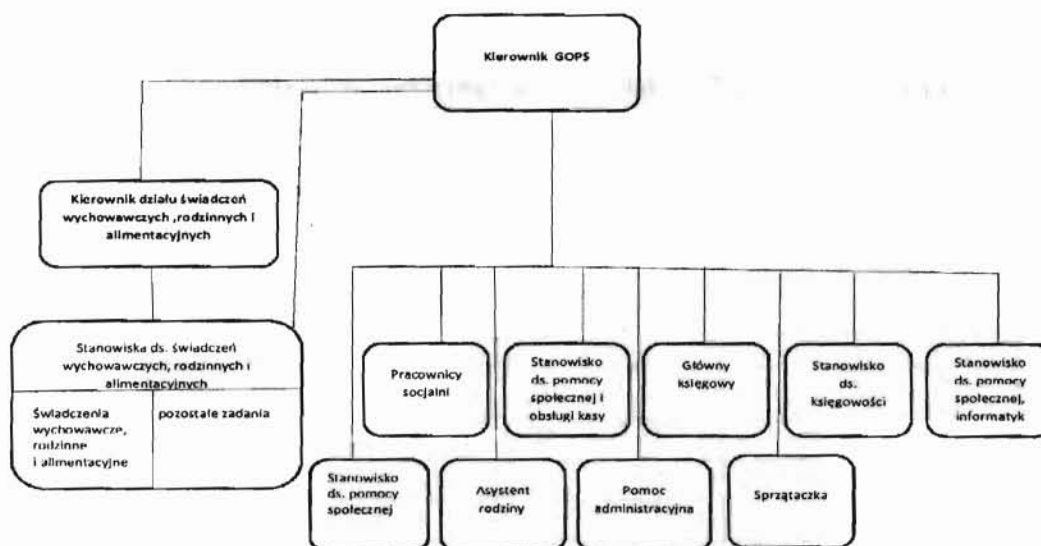 Kierownik GOPS
Kierownik działu świadczeń
wychowawczych ,rodzinnych i
alimentacyjnych
Stanowiska ds. świadczeń
wychowawczych, rodzinnych i
alimentacyjnych
Świadczenia
wychowawcze,
rodzinne
i alimentacyjne
pozostałe zadania
Pracownicy
socjalni
Stanowisko
ds. pomocy
społecznej i
obsługi kasy
Główny
księgowy
Stanowisko
ds.
księgowości
Stanowisko
ds. pomocy
społecznej,
informatyk
Stanowisko
ds. pomocy
społecznej
Asystent
rodziny
Pomoc
administracyjna
Sprzątaczka